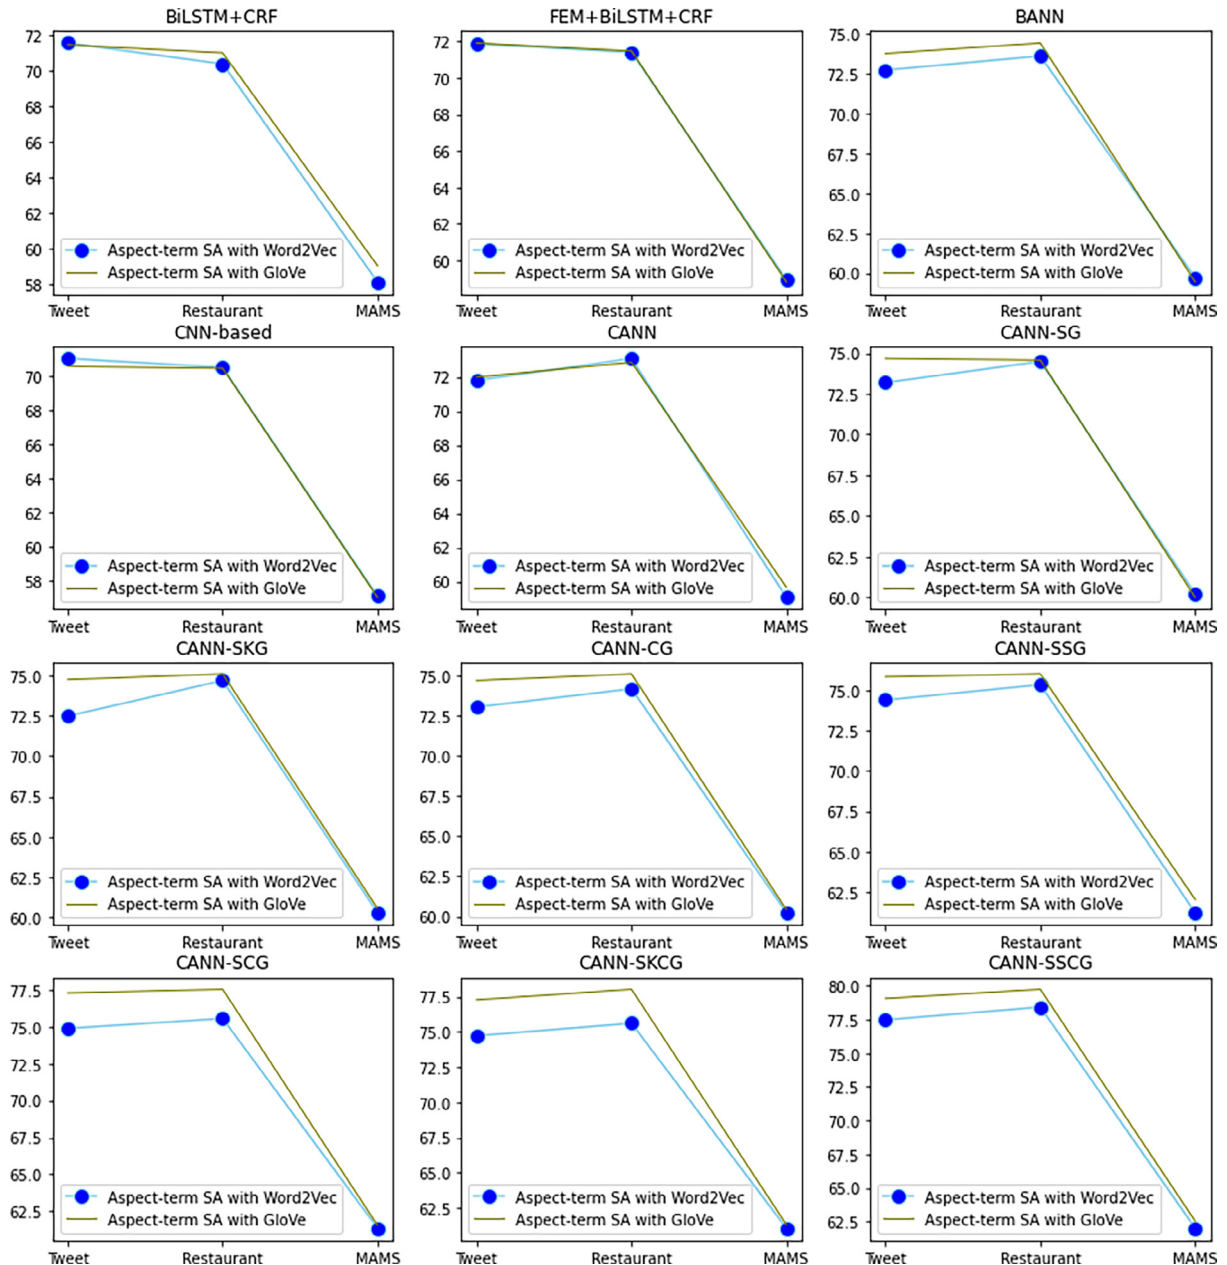 BiLSTM+CRF
72
70
68
66
64
62
60
58
Aspect-term SA with Word2Vec
Aspect-term SA with GloVe
Tweet Restaurant MAMS
FEM+BiLSTM+CRF
72
70
68
66
64
62
60
Aspect-term SA with Word2Vec
Aspect-term SA with GloVe
Tweet Restaurant MAMS
BANN
75.0
72.5
70.0
67.5
65.0
62.5
60.0
Aspect-term SA with Word2Vec
Aspect-term SA with GloVe
Tweet Restaurant MAMS
CNN-based
70
68
66
64
62
60
58
Aspect-term SA with Word2Vec
Aspect-term SA with GloVe
Tweet Restaurant MAMS
CANN
72
70
68
66
64
62
60
Aspect-term SA with Word2Vec
Aspect-term SA with GloVe
Tweet Restaurant MAMS
CANN-SG
75.0
72.5
70.0
67.5
65.0
62.5
60.0
Aspect-term SA with Word2Vec
Aspect-term SA with GloVe
Tweet Restaurant MAMS
CANN-SKG
75.0
72.5
70.0
67.5
65.0
62.5
60.0
Aspect-term SA with Word2Vec
Aspect-term SA with GloVe
Tweet Restaurant MAMS
CANN-CG
75.0
72.5
70.0
67.5
65.0
62.5
60.0
Aspect-term SA with Word2Vec
Aspect-term SA with GloVe
Tweet Restaurant MAMS
CANN-SSG
75.0
72.5
70.0
67.5
65.0
62.5
Aspect-term SA with Word2Vec
Aspect-term SA with GloVe
Tweet Restaurant MAMS
CANN-SCG
77.5
75.0
72.5
70.0
67.5
65.0
62.5
Aspect-term SA with Word2Vec
Aspect-term SA with GloVe
Tweet Restaurant MAMS
CANN-SKCG
77.5
75.0
72.5
70.0
67.5
65.0
62.5
Aspect-term SA with Word2Vec
Aspect-term SA with GloVe
Tweet Restaurant MAMS
CANN-SSCG
80.0
77.5
75.0
72.5
70.0
67.5
65.0
62.5
Aspect-term SA with Word2Vec
Aspect-term SA with GloVe
Tweet Restaurant MAMS